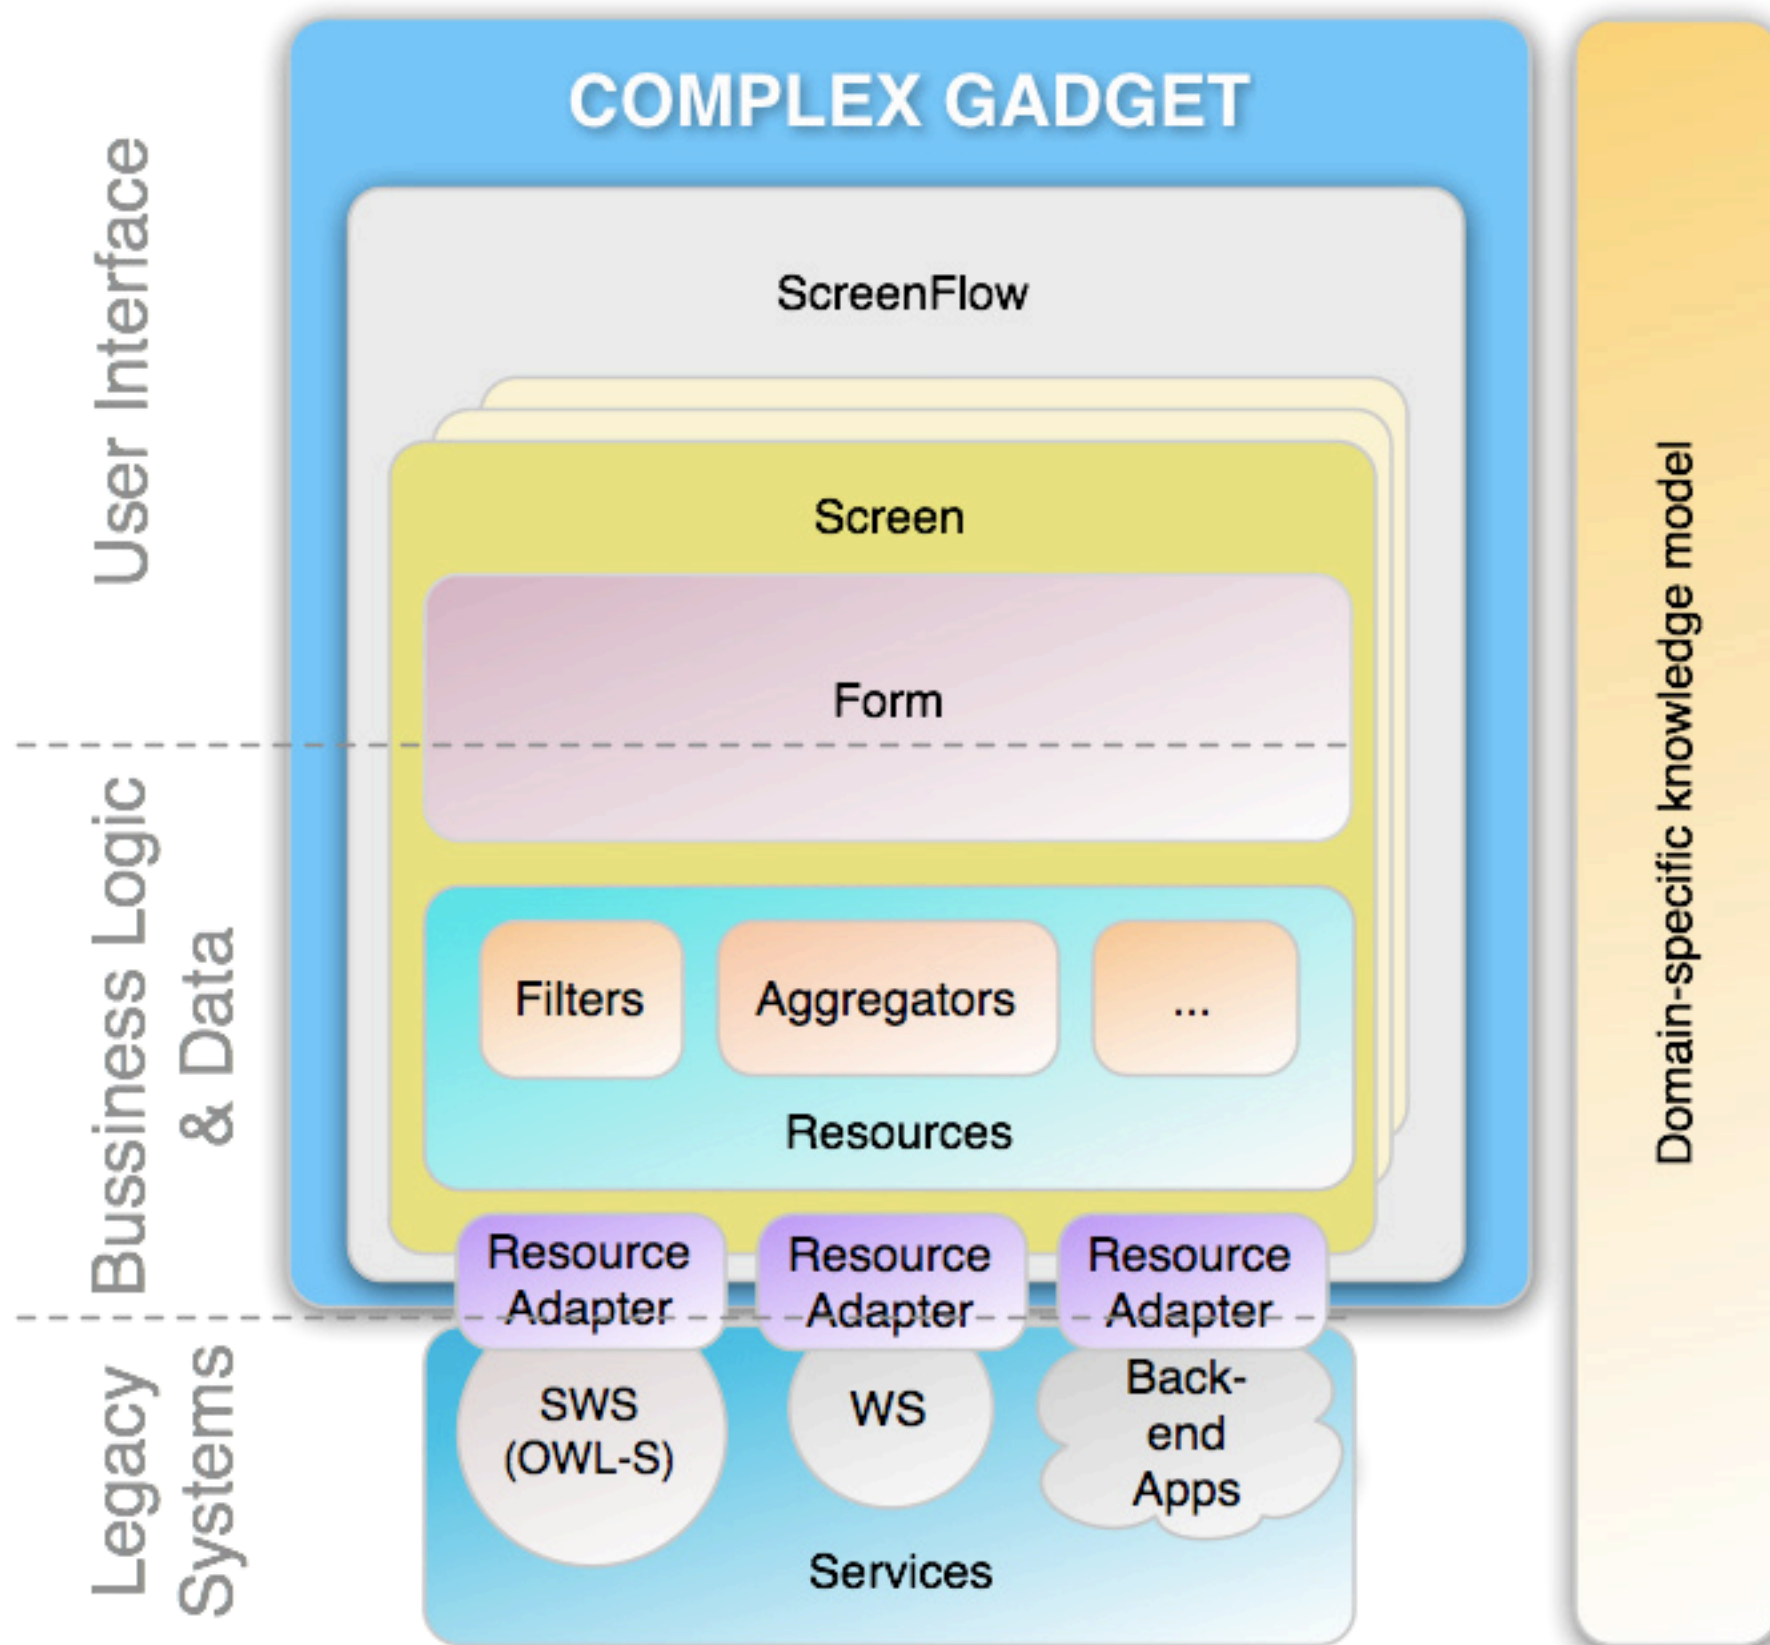 COMPLEX GADGET
User Interface
ScreenFlow
Screen
Form
Bussiness Logic
& Data
Filters
Aggregators
...
Resources
Resource
Adapter
Resource
Adapter
Resource
Adapter
Legacy
Systems
SWS
(OWL-S)
WS
Back-
end
Apps
Services
Domain-specific knowledge model